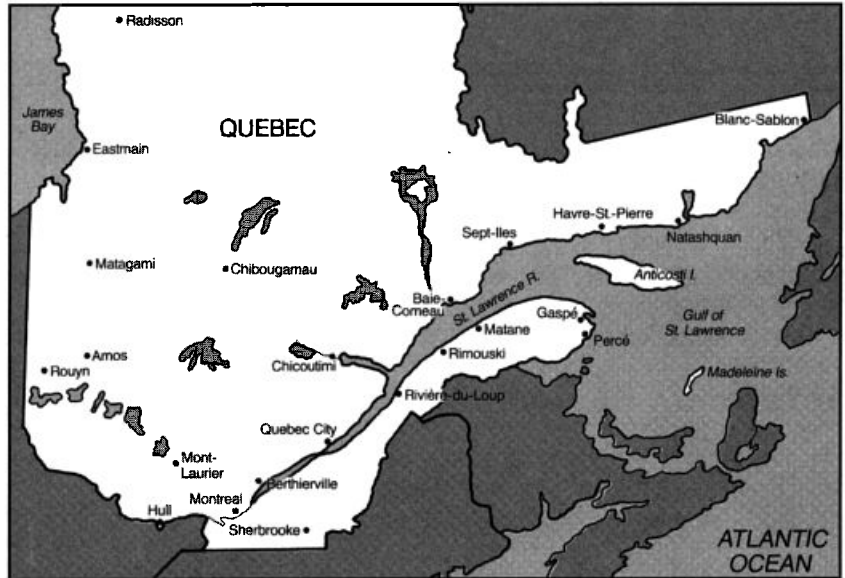 Radisson
James
Bay
QUEBEC
Blanc-Sablon
Eastmain
Havre-St.-Pierre
Sept-Iles
Natashquan
Matagami
Chibougamau
Anticosti I.
Baie-
Comeau
St. Lawrence R.
Gaspé
Gulf of
St. Lawrence
Matane
Percé
Amos
Rimouski
Chicoutimi
Rouyn
Madeleine Is.
Rivière-du-Loup
Quebec City
Mont-
Laurier
Berthierville
Montreal
Hull
Sherbrooke
ATLANTIC
OCEAN